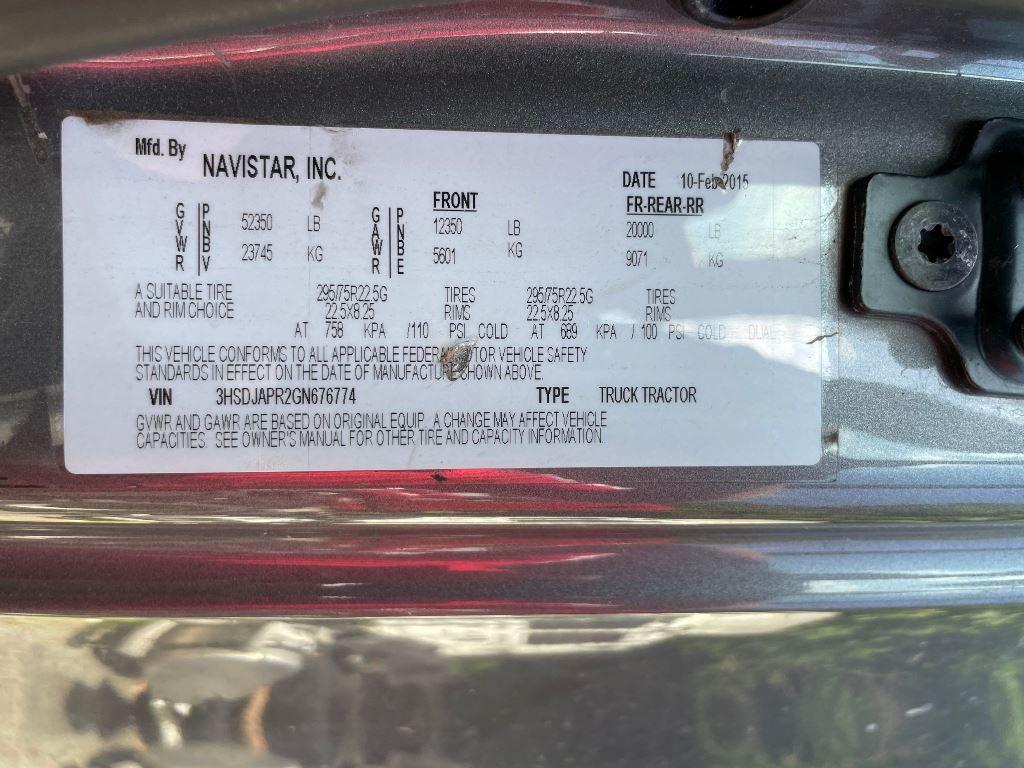 Mfd. By NAVISTAR, INC.
DATE 10-Feb-2015
FRONT FR-REAR-RR
GVWR PNBV 52350 LB GAWR PNBE 12350 LB 20000 LB
23745 KG 5601 KG 9071 KG
A SUITABLE TIRE 295/75R22.5G TIRES 295/75R22.5G TIRES
AND RIM CHOICE 22.5x8.25 RIMS 22.5x8.25 RIMS
AT 758 KPA /110 PSI COLD AT 689 KPA / 100 PSI COLD DUAL
THIS VEHICLE CONFORMS TO ALL APPLICABLE FEDERAL MOTOR VEHICLE SAFETY
STANDARDS IN EFFECT ON THE DATE OF MANUFACTURE SHOWN ABOVE.
VIN 3HSDJAPR2GN676774 TYPE TRUCK TRACTOR
GVWR AND GAWR ARE BASED ON ORIGINAL EQUIP. A CHANGE MAY AFFECT VEHICLE
CAPACITIES. SEE OWNER'S MANUAL FOR OTHER TIRE AND CAPACITY INFORMATION.